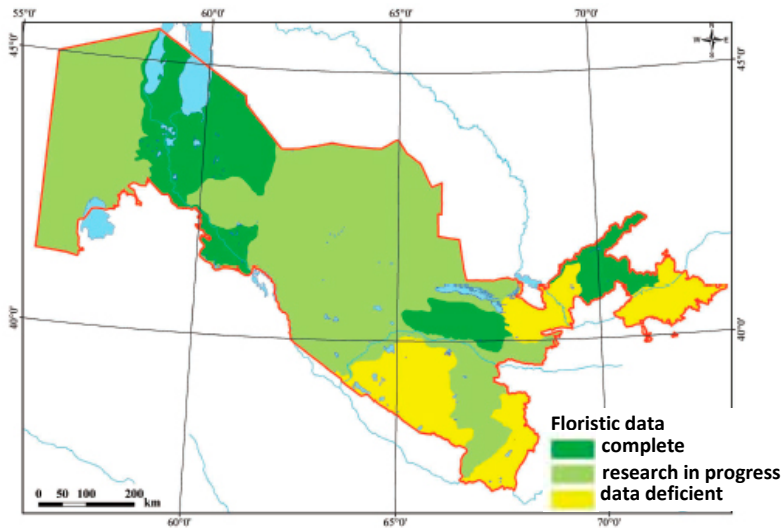 55°0' 60°0' 65°0' 70°0'
45°0' 45°0'
N
W E
S
40°0' 40°0'
Floristic data
complete
research in progress
data deficient
0 50 100 200
km
60°0' 65°0' 70°0'